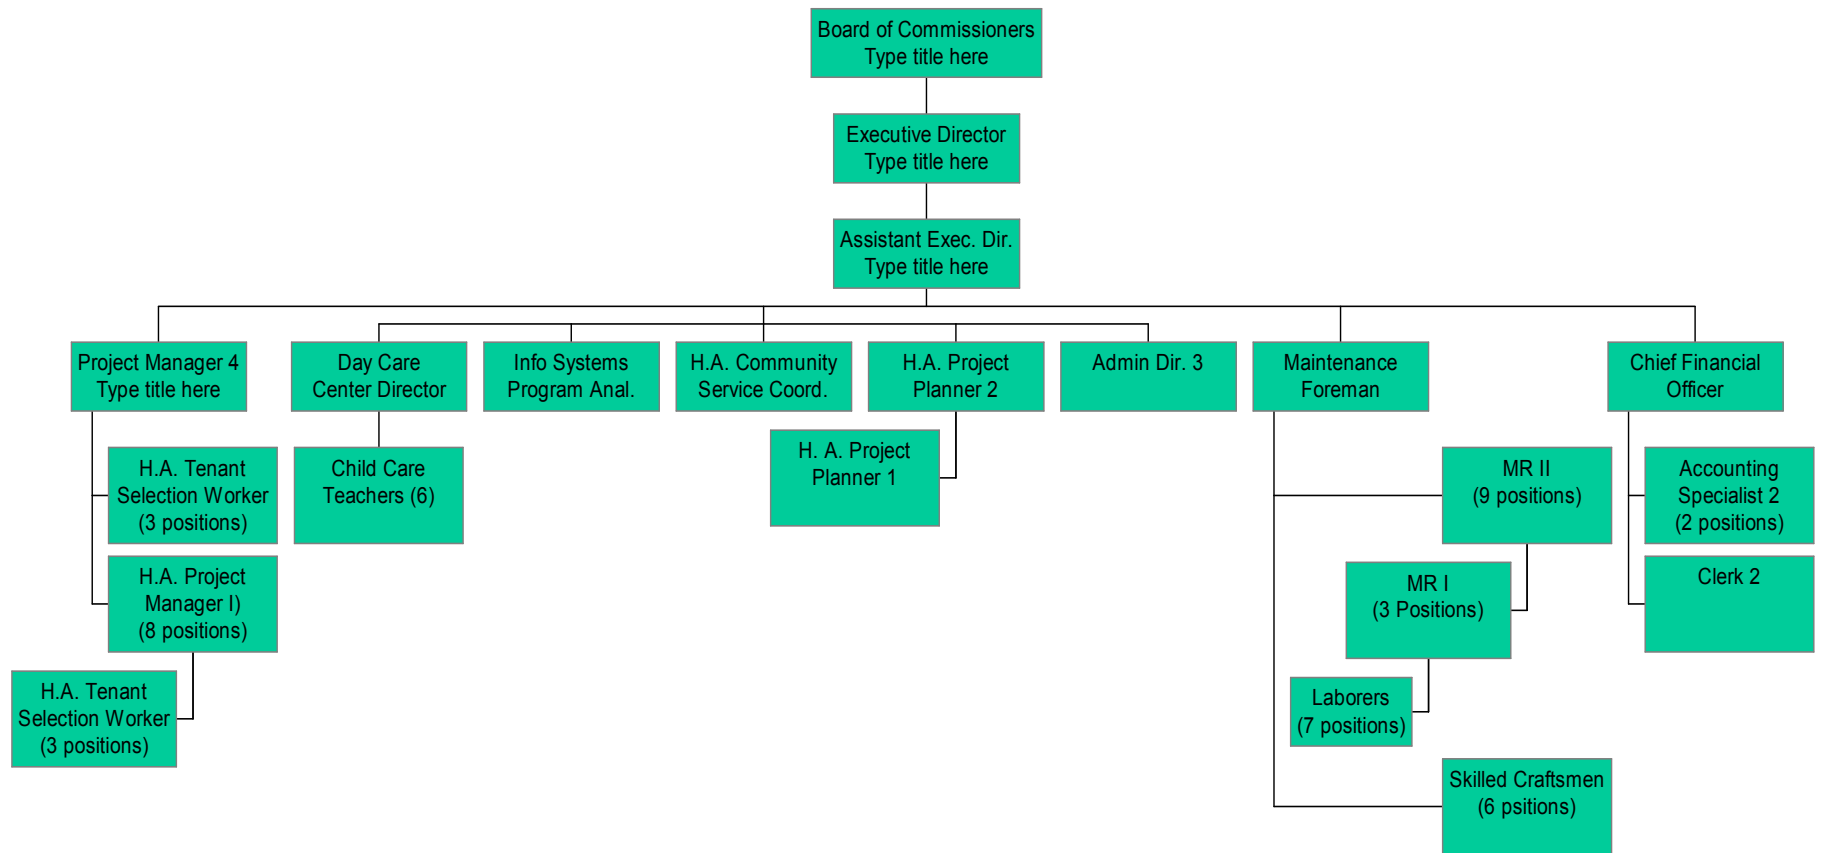 Board of Commissioners
Type title here
Executive Director
Type title here
Assistant Exec. Dir.
Type title here
Project Manager 4
Type title here
Day Care
Center Director
Info Systems
Program Anal.
H.A. Community
Service Coord.
H.A. Project
Planner 2
Admin Dir. 3
Maintenance
Foreman
Chief Financial
Officer
H.A. Tenant
Selection Worker
(3 positions)
Child Care
Teachers (6)
H. A. Project
Planner 1
MR II
(9 positions)
Accounting
Specialist 2
(2 positions)
H.A. Project
Manager I)
(8 positions)
MR I
(3 Positions)
Clerk 2
H.A. Tenant
Selection Worker
(3 positions)
Laborers
(7 positions)
Skilled Craftsmen
(6 psitions)